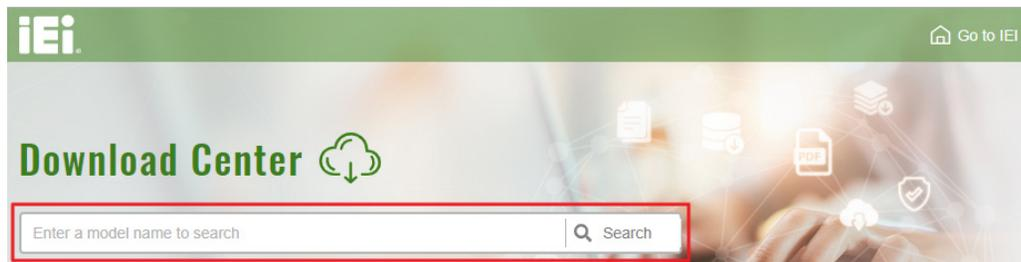 iEi
Go to IEI
Download Center
PDF
Enter a model name to search
Search